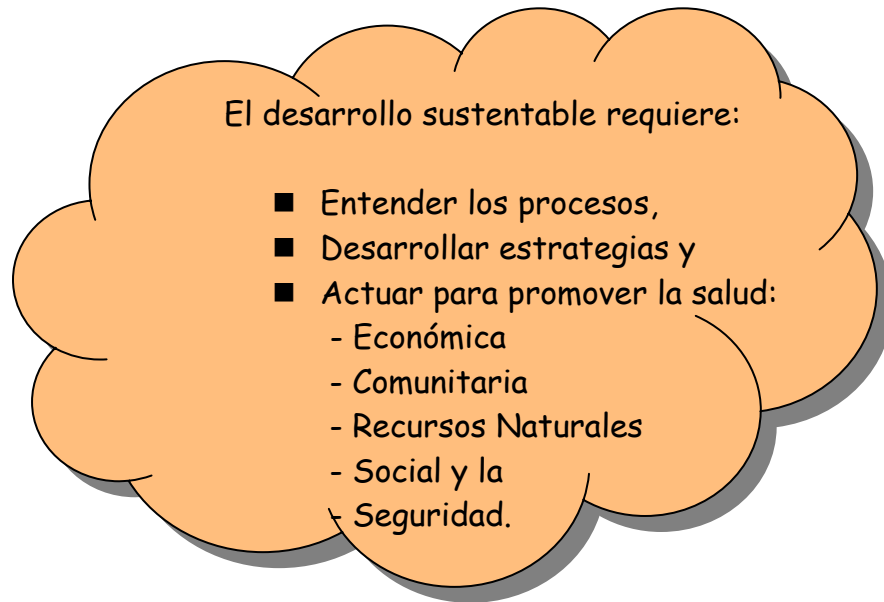 El desarrollo sustentable requiere:
■ Entender los procesos,
■ Desarrollar estrategias y
■ Actuar para promover la salud:
- Económica
- Comunitaria
- Recursos Naturales
- Social y la
- Seguridad.